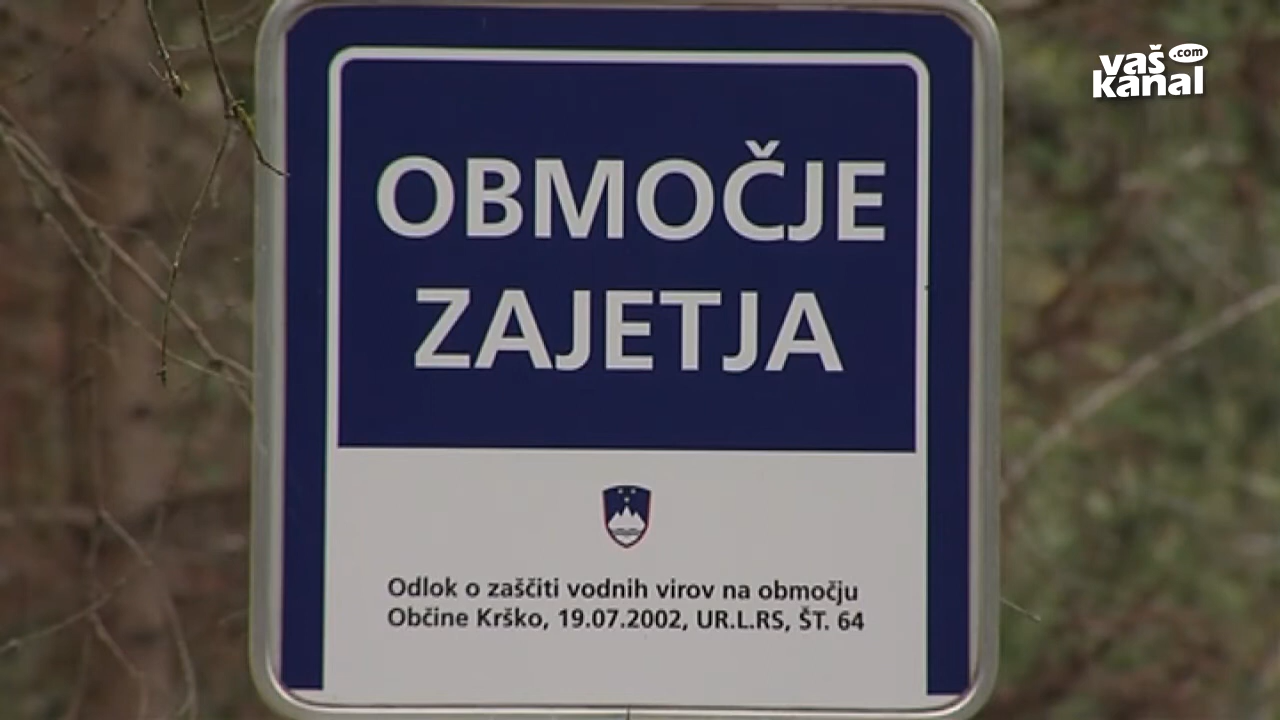 vaš.com
kanal
OBMOČJE
ZAJETJA
Odlok o zaščiti vodnih virov na območju
Občine Krško, 19.07.2002, UR.L.RS, ŠT. 64